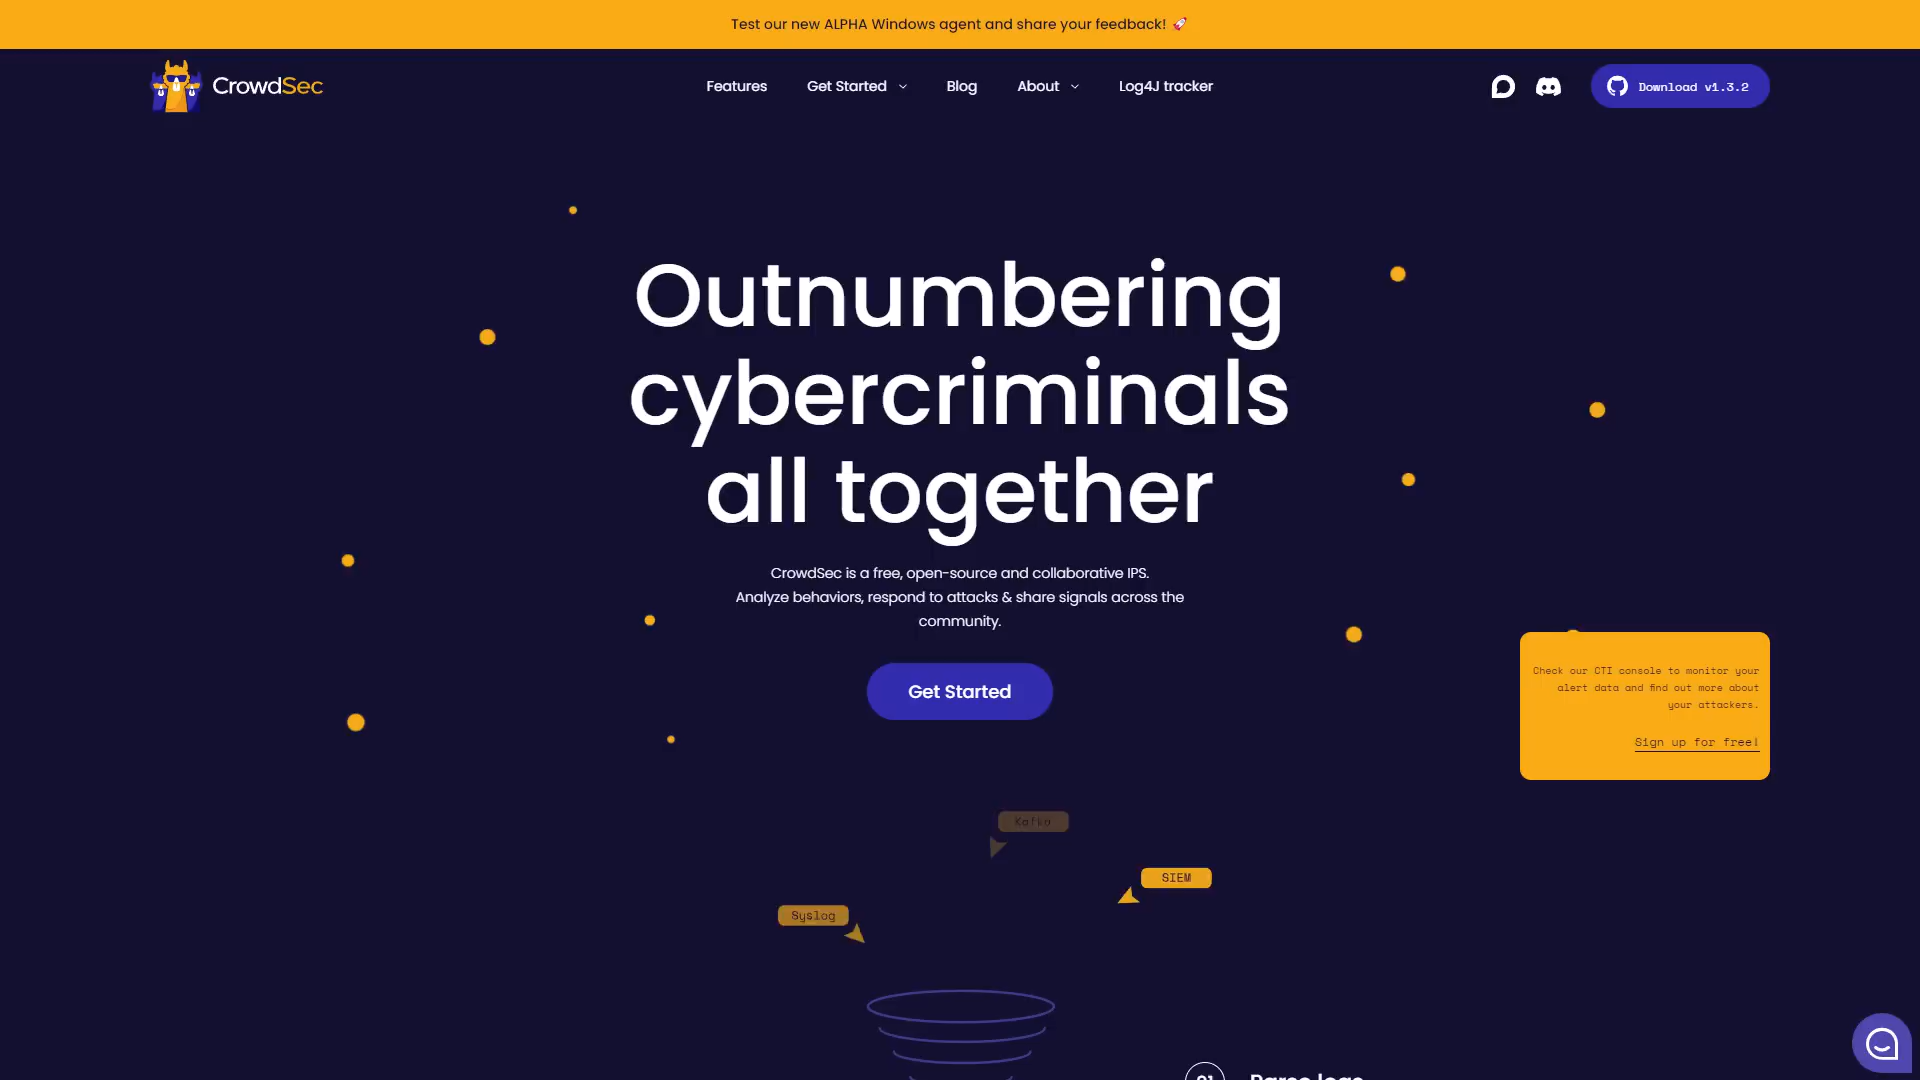 Test our new ALPHA Windows agent and share your feedback! 🚀
CrowdSec
Features
Get Started
Blog
About
Log4J tracker
Download v1.3.2
Outnumbering
cybercriminals
all together
CrowdSec is a free, open-source and collaborative IPS.
Analyze behaviors, respond to attacks & share signals across the
community.
Get Started
Check our CTI console to monitor your
alert data and find out more about
your attackers.
Sign up for free!
Kafka
SIEM
Syslog
01
Parse logs